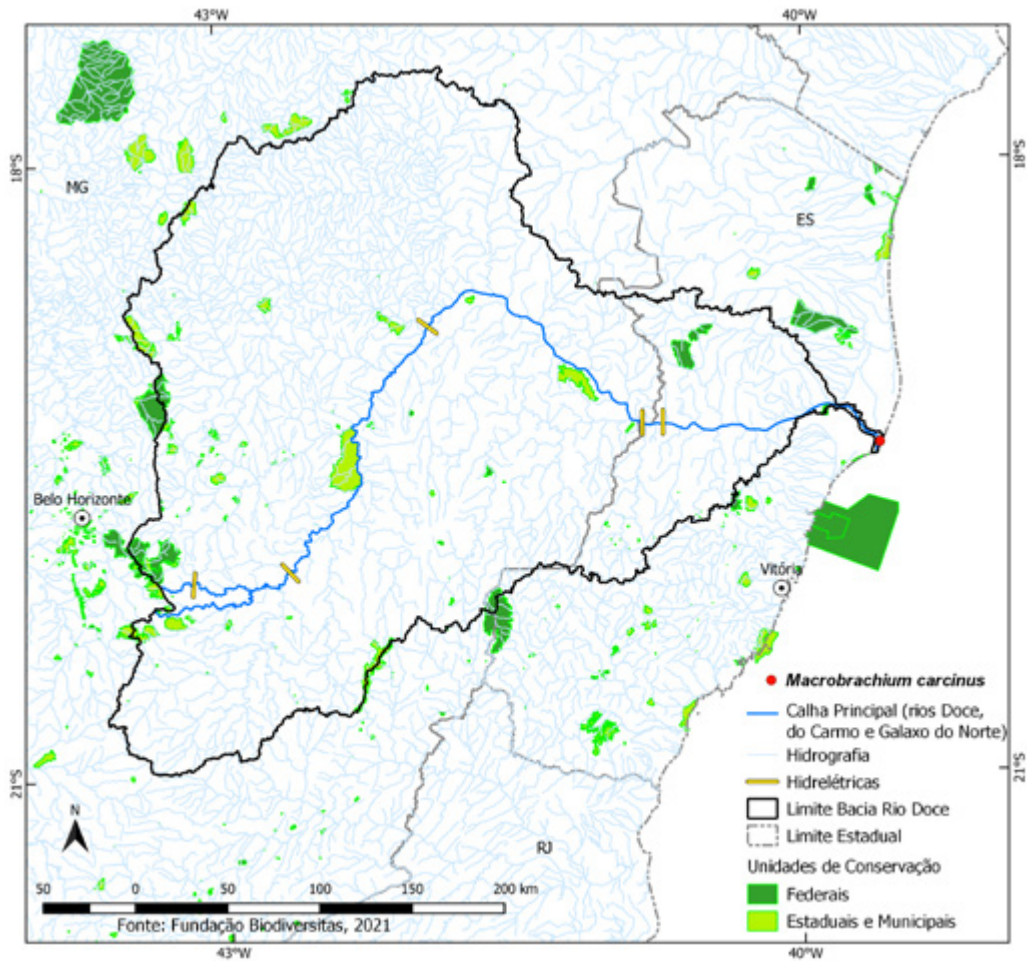 43°W
40°W
18°S
18°S
MG
ES
Belo Horizonte
Vitória
Macrobrachium carcinus
Calha Principal (rios Doce,
do Carmo e Galaxo do Norte)
Hidrografia
Hidrelétricas
Limite Bacia Rio Doce
Limite Estadual
Unidades de Conservação
Federais
Estaduais e Municipais
21°S
21°S
N
RJ
50 0 50 100 150 200 km
Fonte: Fundação Biodiversitas, 2021
43°W
40°W